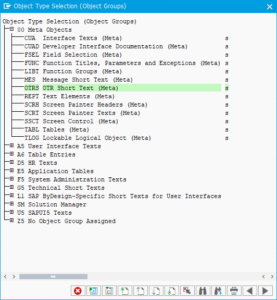 Object Type Selection (Object Groups)
Object Type Selection (Object Groups)
00 Meta Objects
CUA Interface Texts (Meta) s
CUAD Developer Interface Documentation (Meta) s
FSEL Field Selection (Meta) s
FUNC Function Titles, Parameters and Exceptions (Meta) s
LIBT Function Groups (Meta) s
MES Message Short Text (Meta) s
OTRS OTR Short Text (Meta) s
REPT Text Elements (Meta) s
SCRH Screen Painter Headers (Meta) s
SCRT Screen Painter Texts (Meta) s
SSCT Screen Control (Meta) s
TABL Tables (Meta) s
YLOG Lockable Logical Object (Meta) s
A5 User Interface Texts
A6 Table Entries
D5 HR Texts
E5 Application Tables
F5 System Administration Texts
G5 Technical Short Texts
L1 SAP ByDesign-Specific Short Texts for User Interfaces
SM Solution Manager
U5 SAPUI5 Texts
Z5 No Object Group Assigned